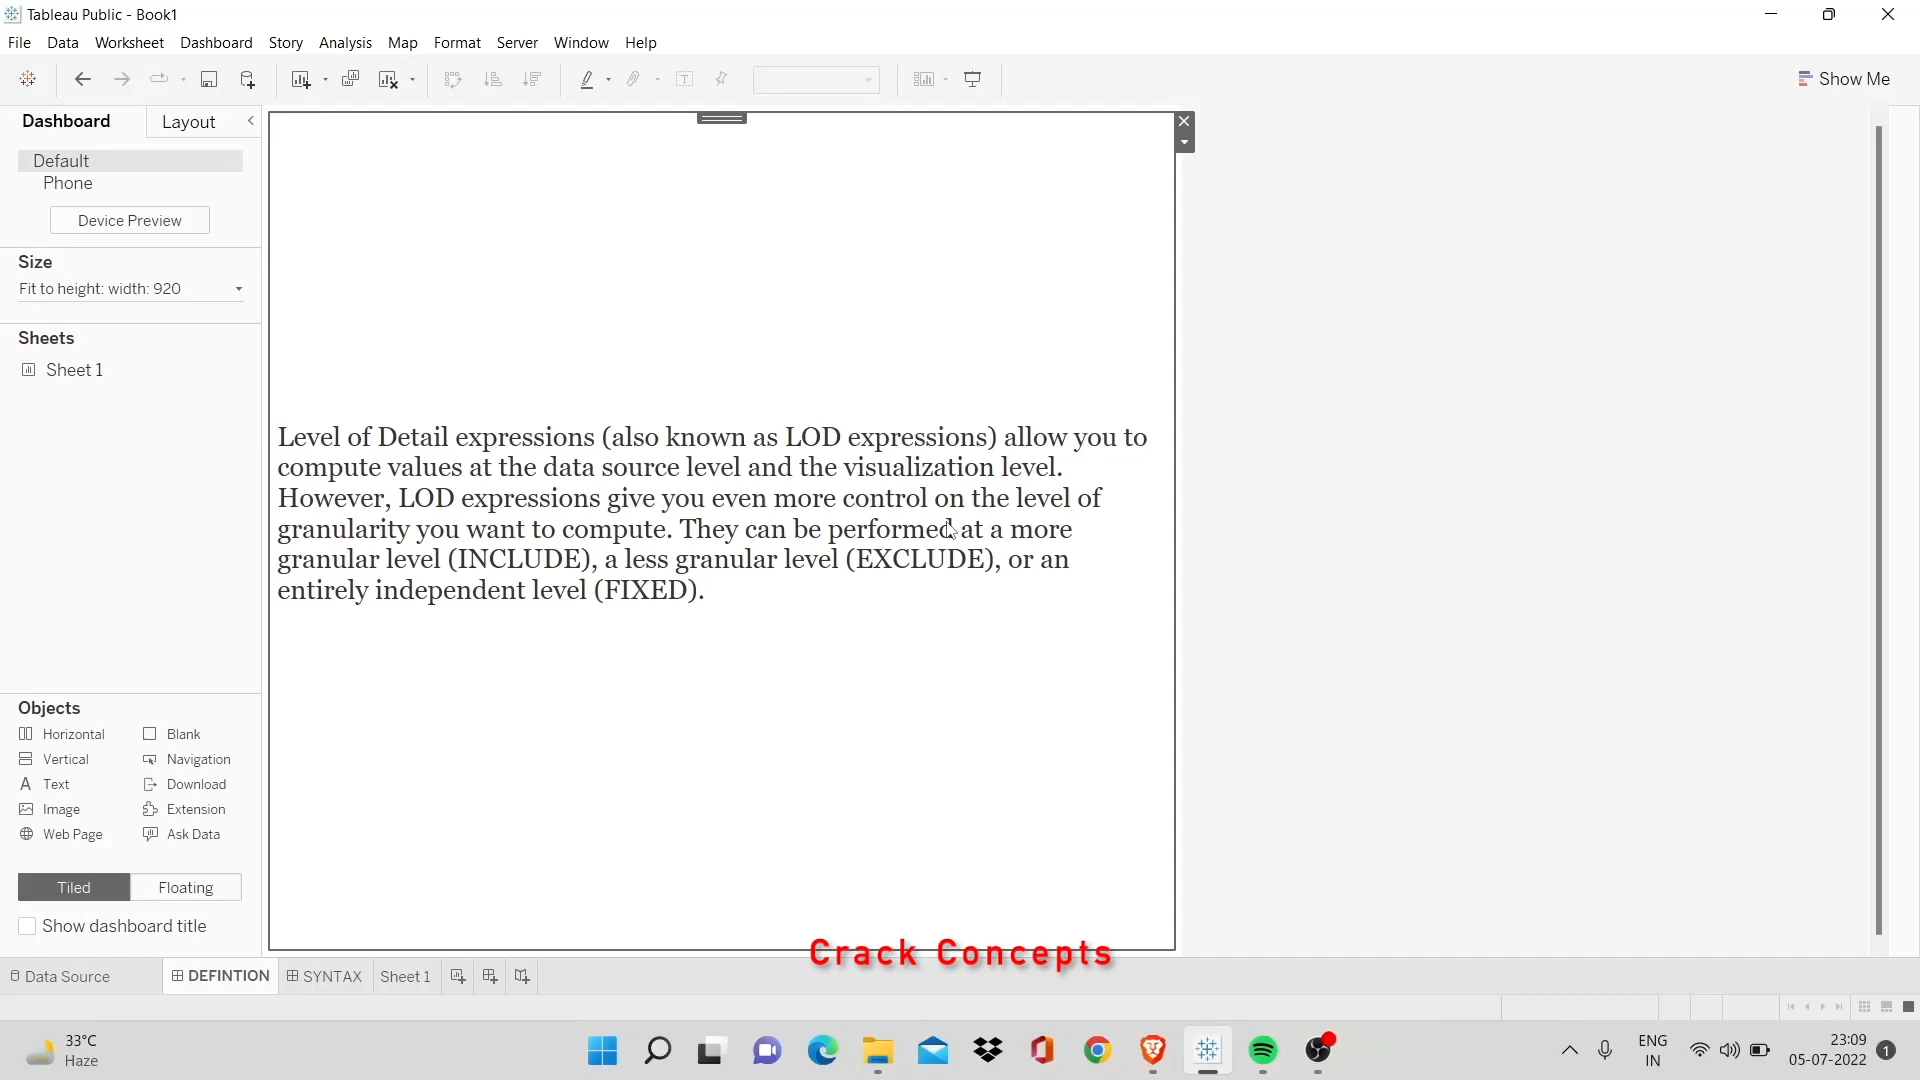 Tableau Public - Book1
File Data Worksheet Dashboard Story Analysis Map Format Server Window Help
Show Me
Dashboard Layout
Default
Phone
Device Preview
Size
Fit to height: width: 920
Sheets
Sheet 1
Level of Detail expressions (also known as LOD expressions) allow you to
compute values at the data source level and the visualization level.
However, LOD expressions give you even more control on the level of
granularity you want to compute. They can be performed at a more
granular level (INCLUDE), a less granular level (EXCLUDE), or an
entirely independent level (FIXED).
Objects
Horizontal Blank
Vertical Navigation
Text Download
Image Extension
Web Page Ask Data
Tiled Floating
Show dashboard title
Crack Concepts
Data Source DEFINTION SYNTAX Sheet 1
33°C
Haze
ENG
IN
23:09
05-07-2022
1